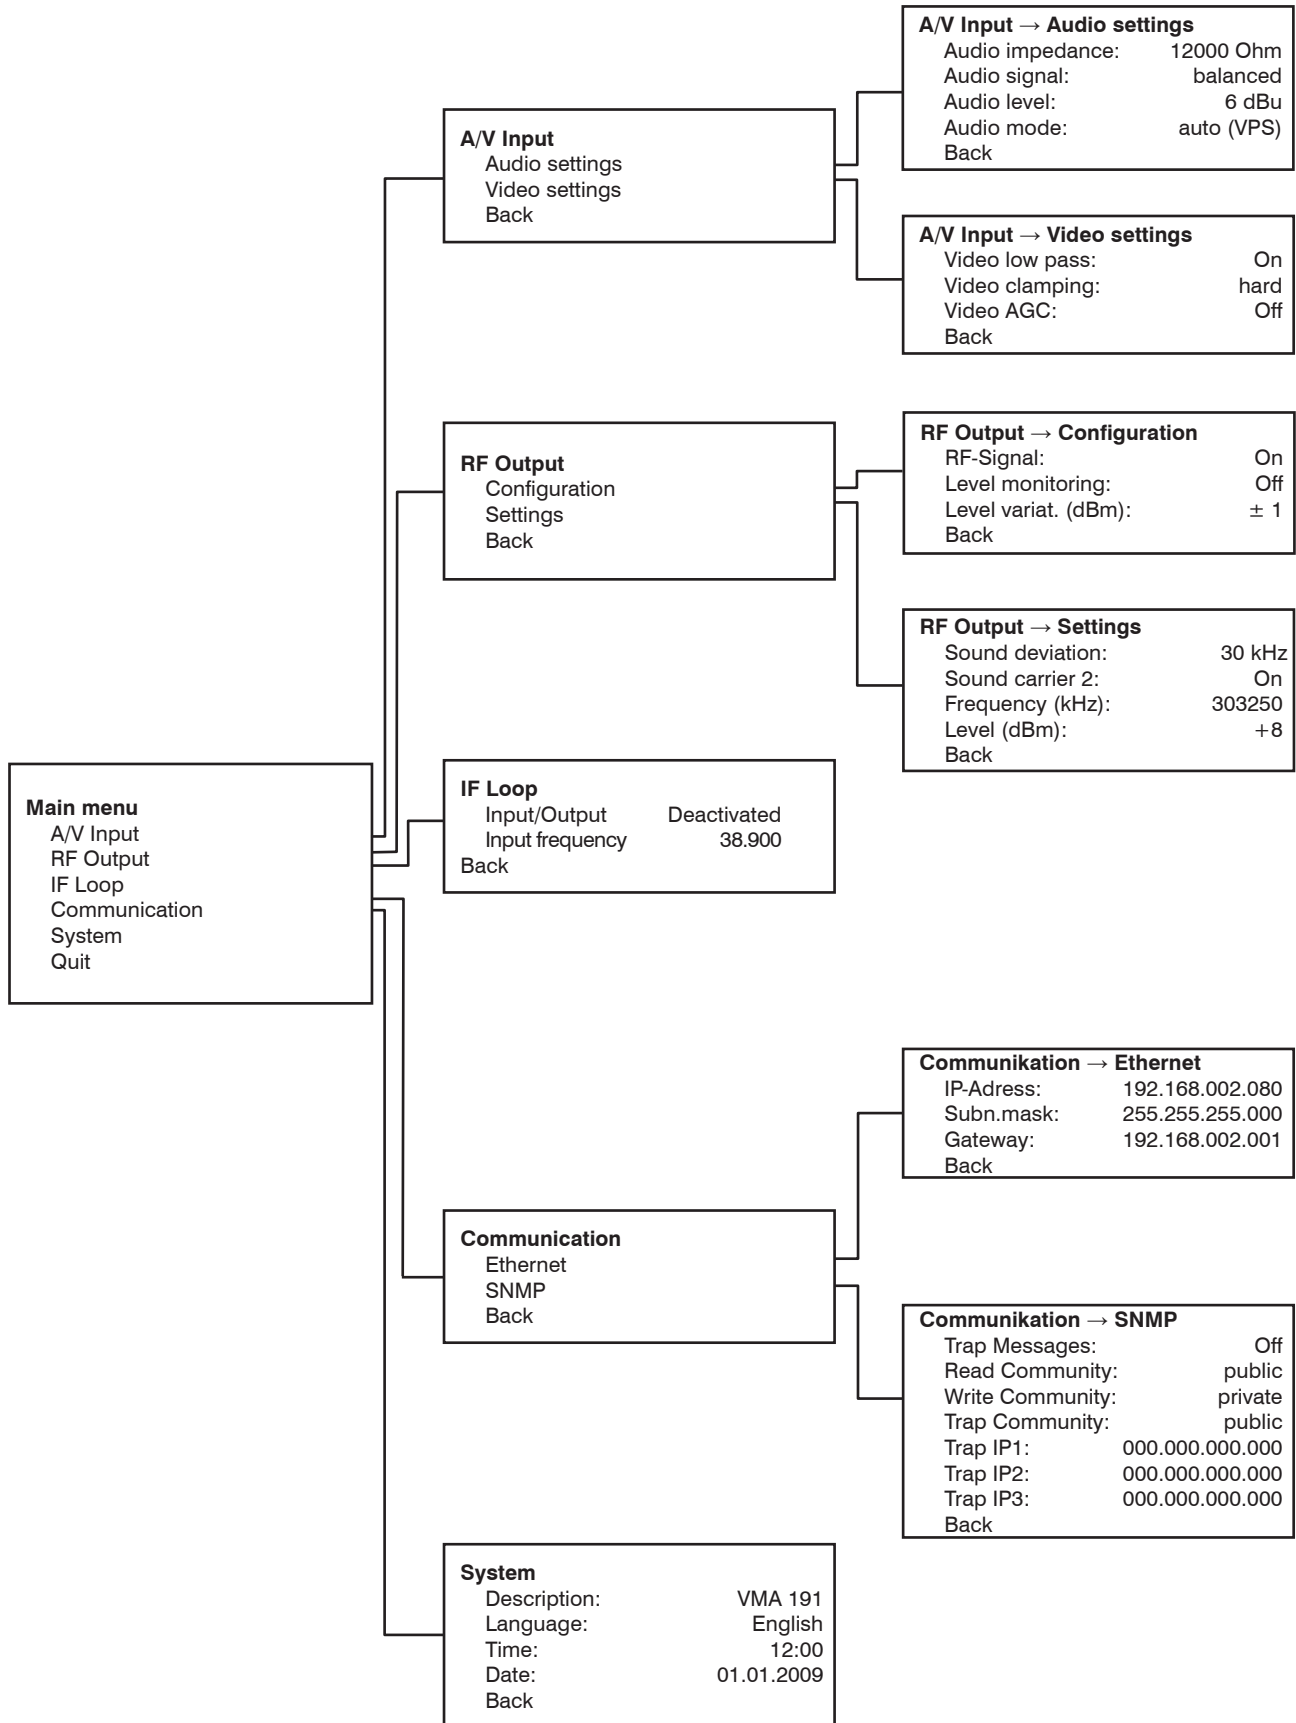 Main menu
A/V Input
RF Output
IF Loop
Communication
System
Quit
A/V Input
Audio settings
Video settings
Back
A/V Input → Audio settings
Audio impedance: 12000 Ohm
Audio signal: balanced
Audio level: 6 dBu
Audio mode: auto (VPS)
Back
A/V Input → Video settings
Video low pass: On
Video clamping: hard
Video AGC: Off
Back
RF Output
Configuration
Settings
Back
RF Output → Configuration
RF-Signal: On
Level monitoring: Off
Level variat. (dBm): ± 1
Back
RF Output → Settings
Sound deviation: 30 kHz
Sound carrier 2: On
Frequency (kHz): 303250
Level (dBm): +8
Back
IF Loop
Input/Output Deactivated
Input frequency 38.900
Back
Communication
Ethernet
SNMP
Back
Communikation → Ethernet
IP-Adress: 192.168.002.080
Subn.mask: 255.255.255.000
Gateway: 192.168.002.001
Back
Communikation → SNMP
Trap Messages: Off
Read Community: public
Write Community: private
Trap Community: public
Trap IP1: 000.000.000.000
Trap IP2: 000.000.000.000
Trap IP3: 000.000.000.000
Back
System
Description: VMA 191
Language: English
Time: 12:00
Date: 01.01.2009
Back